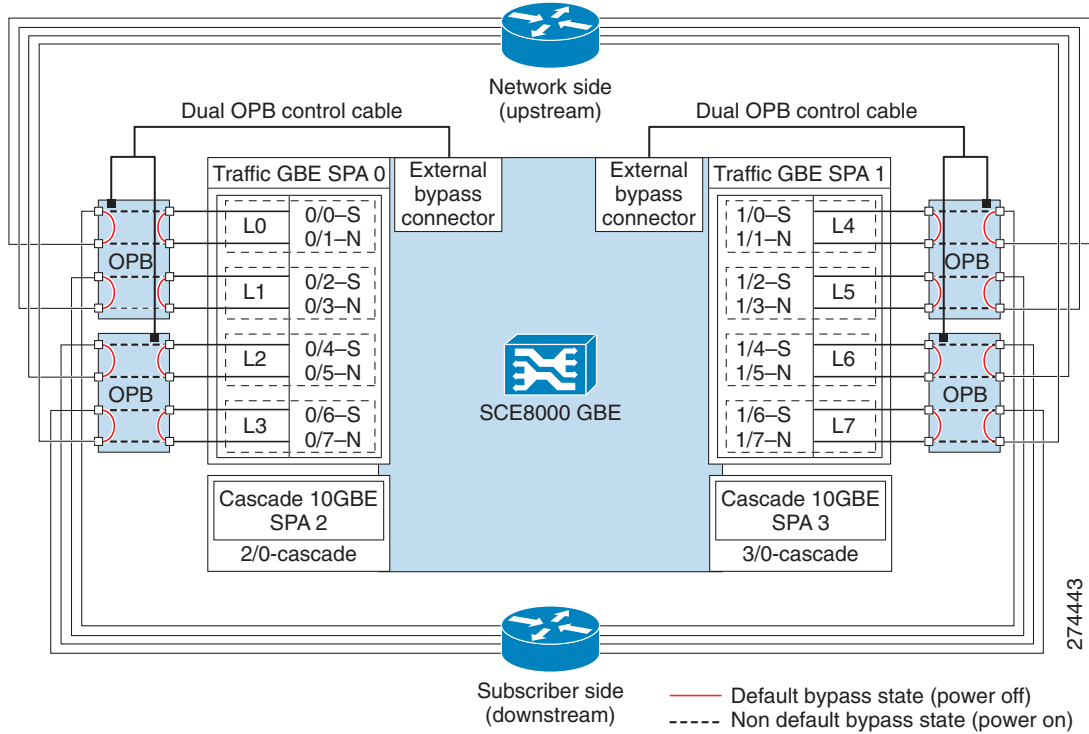 Network side
(upstream)
Dual OPB control cable
Dual OPB control cable
Traffic GBE SPA 0
External
bypass
connector
External
bypass
connector
Traffic GBE SPA 1
OPB
L0
0/0–S
0/1–N
L1
0/2–S
0/3–N
OPB
L2
0/4–S
0/5–N
L3
0/6–S
0/7–N
SCE8000 GBE
1/0–S
1/1–N
L4
OPB
1/2–S
1/3–N
L5
1/4–S
1/5–N
L6
OPB
1/6–S
1/7–N
L7
Cascade 10GBE
SPA 2
2/0-cascade
Cascade 10GBE
SPA 3
3/0-cascade
274443
Subscriber side
(downstream)
Default bypass state (power off)
Non default bypass state (power on)